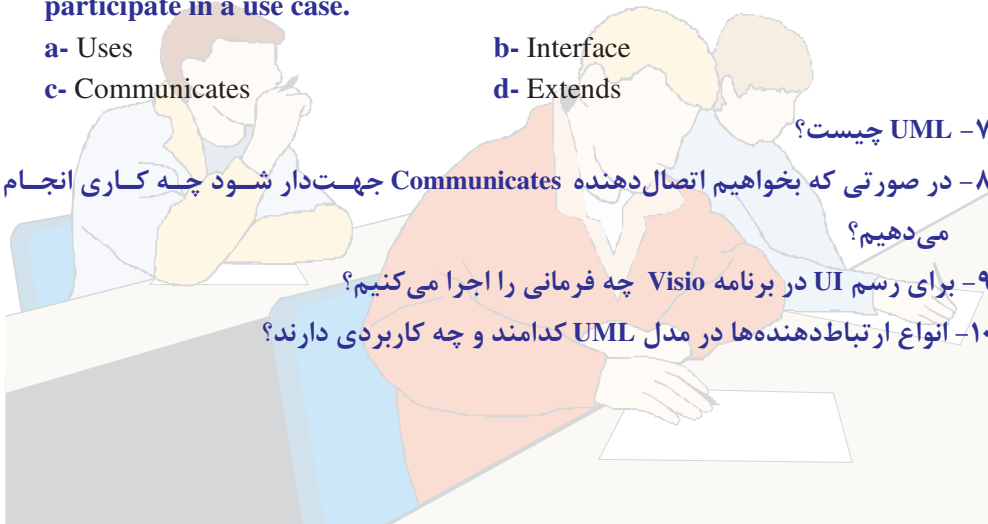 participate in a use case.
a- Uses b- Interface
c- Communicates d- Extends
۷- UML چیست؟
۸- در صورتی که بخواهیم اتصال‌دهنده Communicates جهت‌دار شود چه کاری انجام
می‌دهیم؟
۹- برای رسم UI در برنامه Visio چه فرمانی را اجرا می‌کنیم؟
۱۰- انواع ارتباط‌دهنده‌ها در مدل UML کدامند و چه کاربردی دارند؟